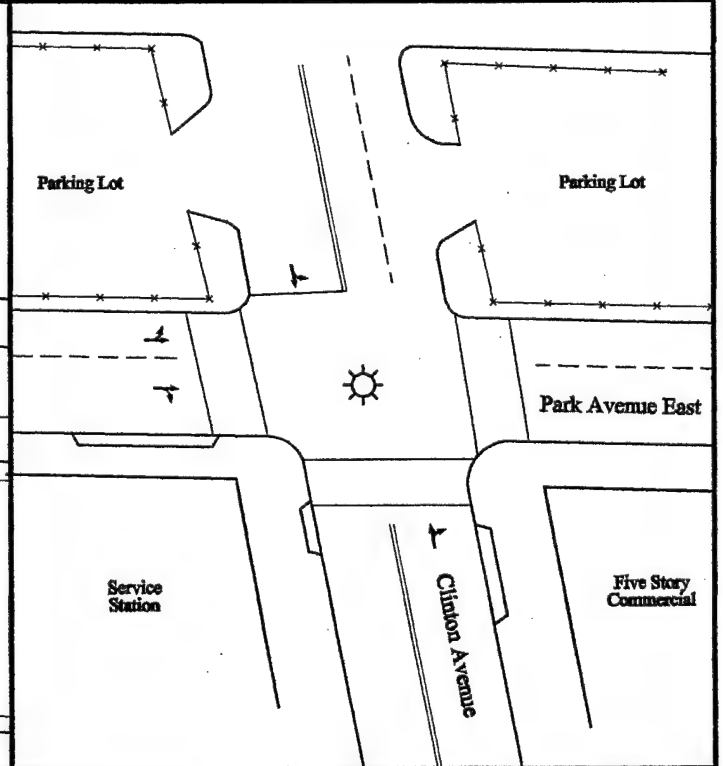 Parking Lot
Parking Lot
Park Avenue East
Service
Station
Five Story
Commercial
Clinton Avenue